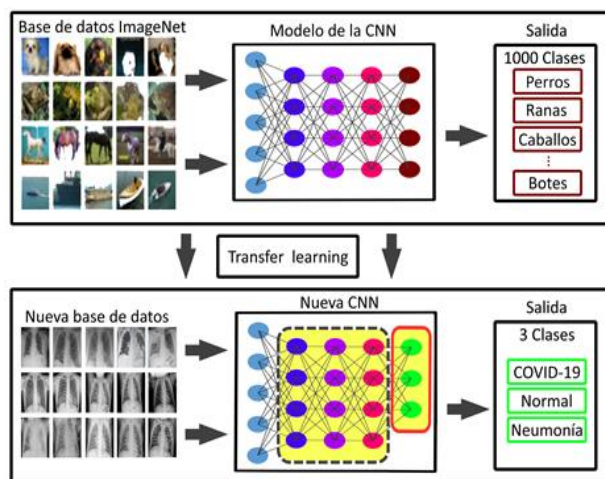 Base de datos ImageNet
Modelo de la CNN
Salida
1000 Clases
Perros
Ranas
Caballos
⋮
Botes
Transfer learning
Nueva base de datos
Nueva CNN
Salida
3 Clases
COVID-19
Normal
Neumonía